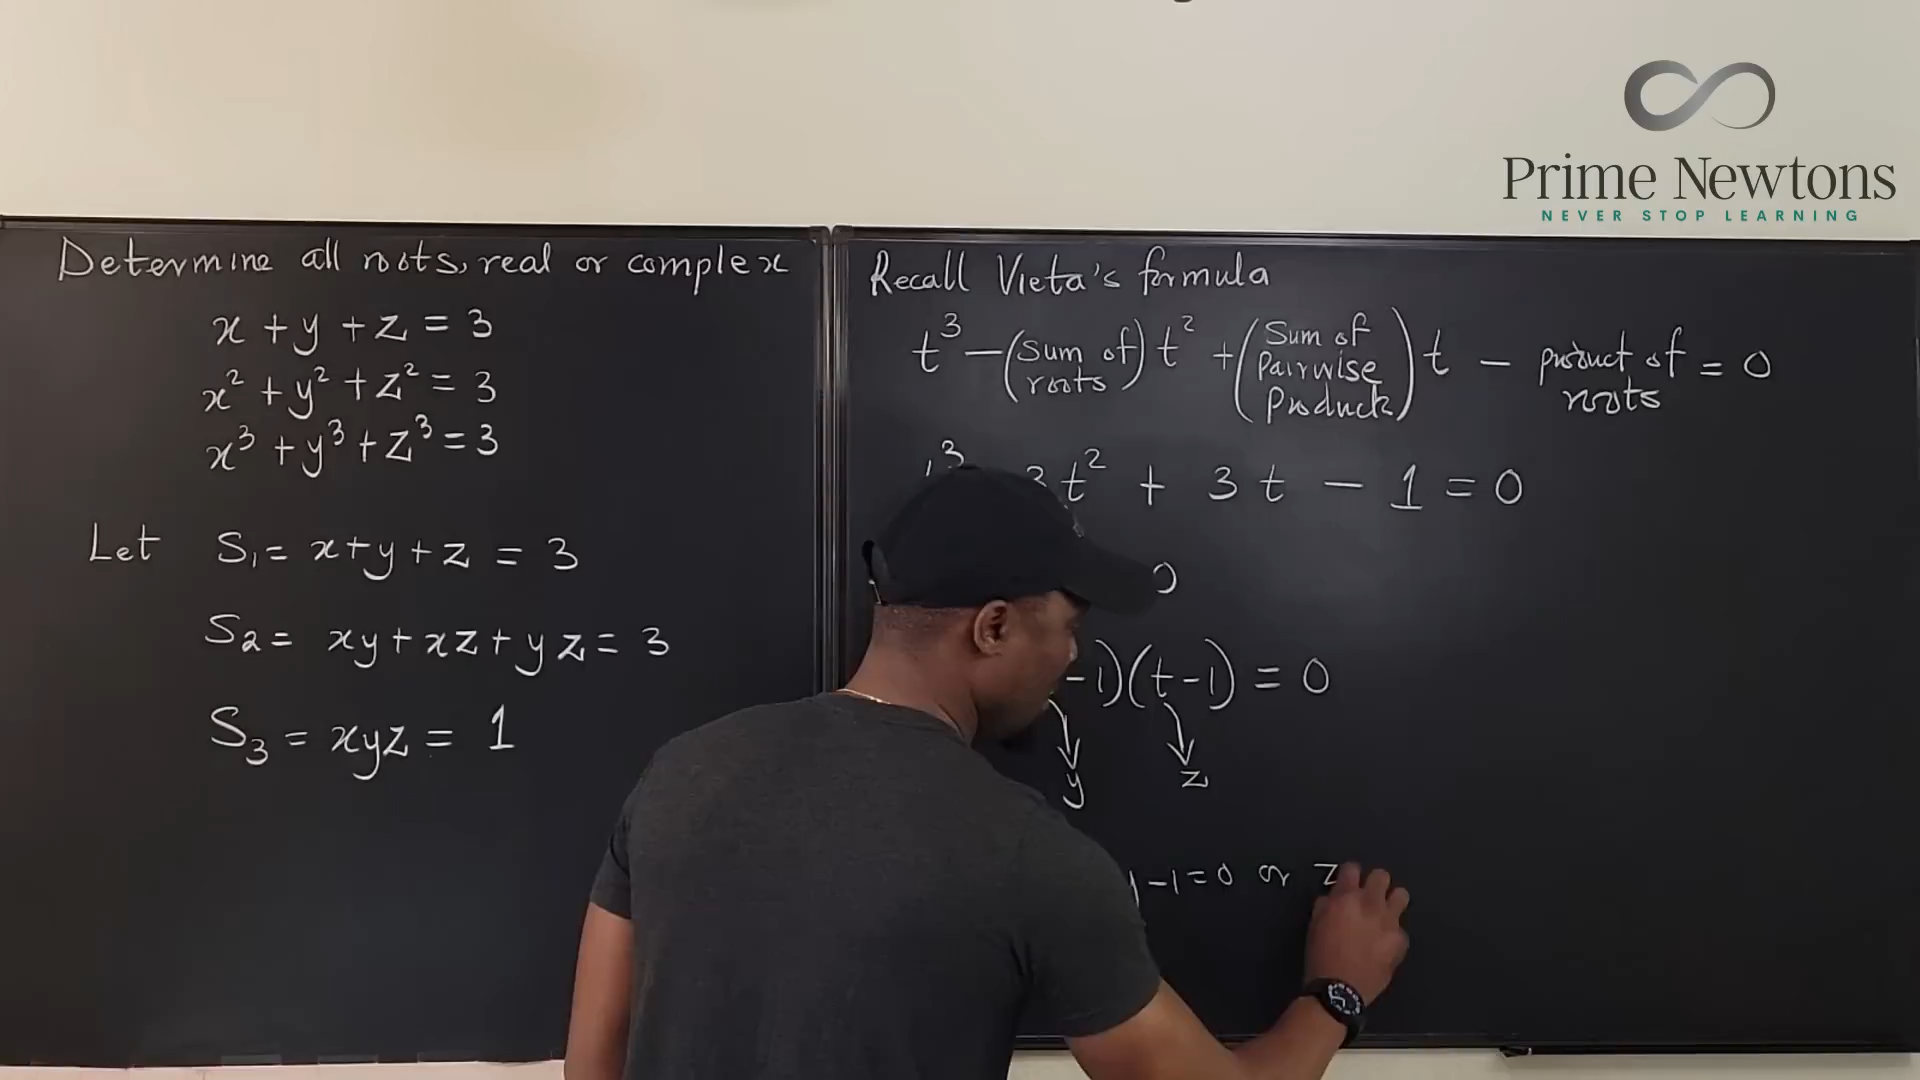 Prime Newtons
NEVER STOP LEARNING
Determine all roots, real or complex
x + y + z = 3
x² + y² + z² = 3
x³ + y³ + z³ = 3
Let S₁ = x+y+z = 3
S₂ = xy+xz+yz = 3
S₃ = xyz = 1
Recall Vieta's formula
t³ - (sum of roots) t² + (Sum of Pairwise Product) t - product of roots = 0
³ 3t² + 3t - 1 = 0
0
-1)(t-1) = 0
y z
y-1=0 or z